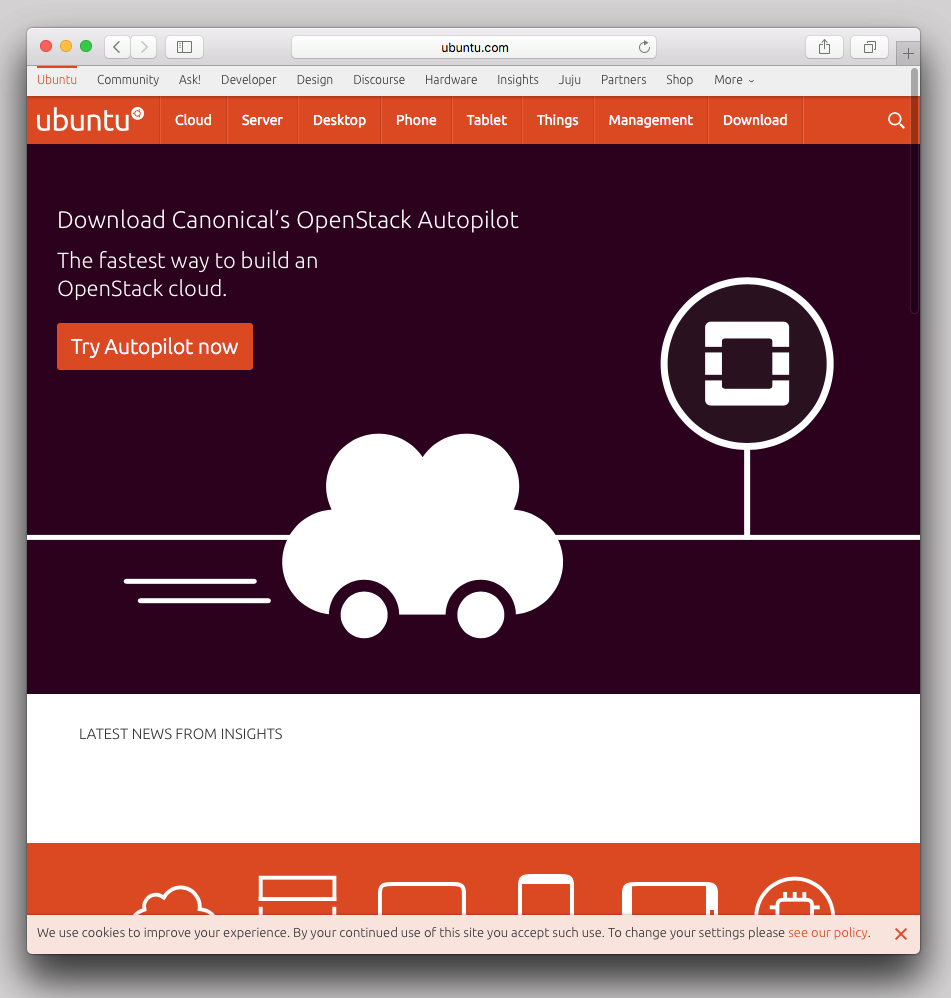 ubuntu.com
Ubuntu Community Ask! Developer Design Discourse Hardware Insights Juju Partners Shop More
ubuntu Cloud Server Desktop Phone Tablet Things Management Download
Download Canonical’s OpenStack Autopilot
The fastest way to build an
OpenStack cloud.
Try Autopilot now
LATEST NEWS FROM INSIGHTS
We use cookies to improve your experience. By your continued use of this site you accept such use. To change your settings please see our policy.